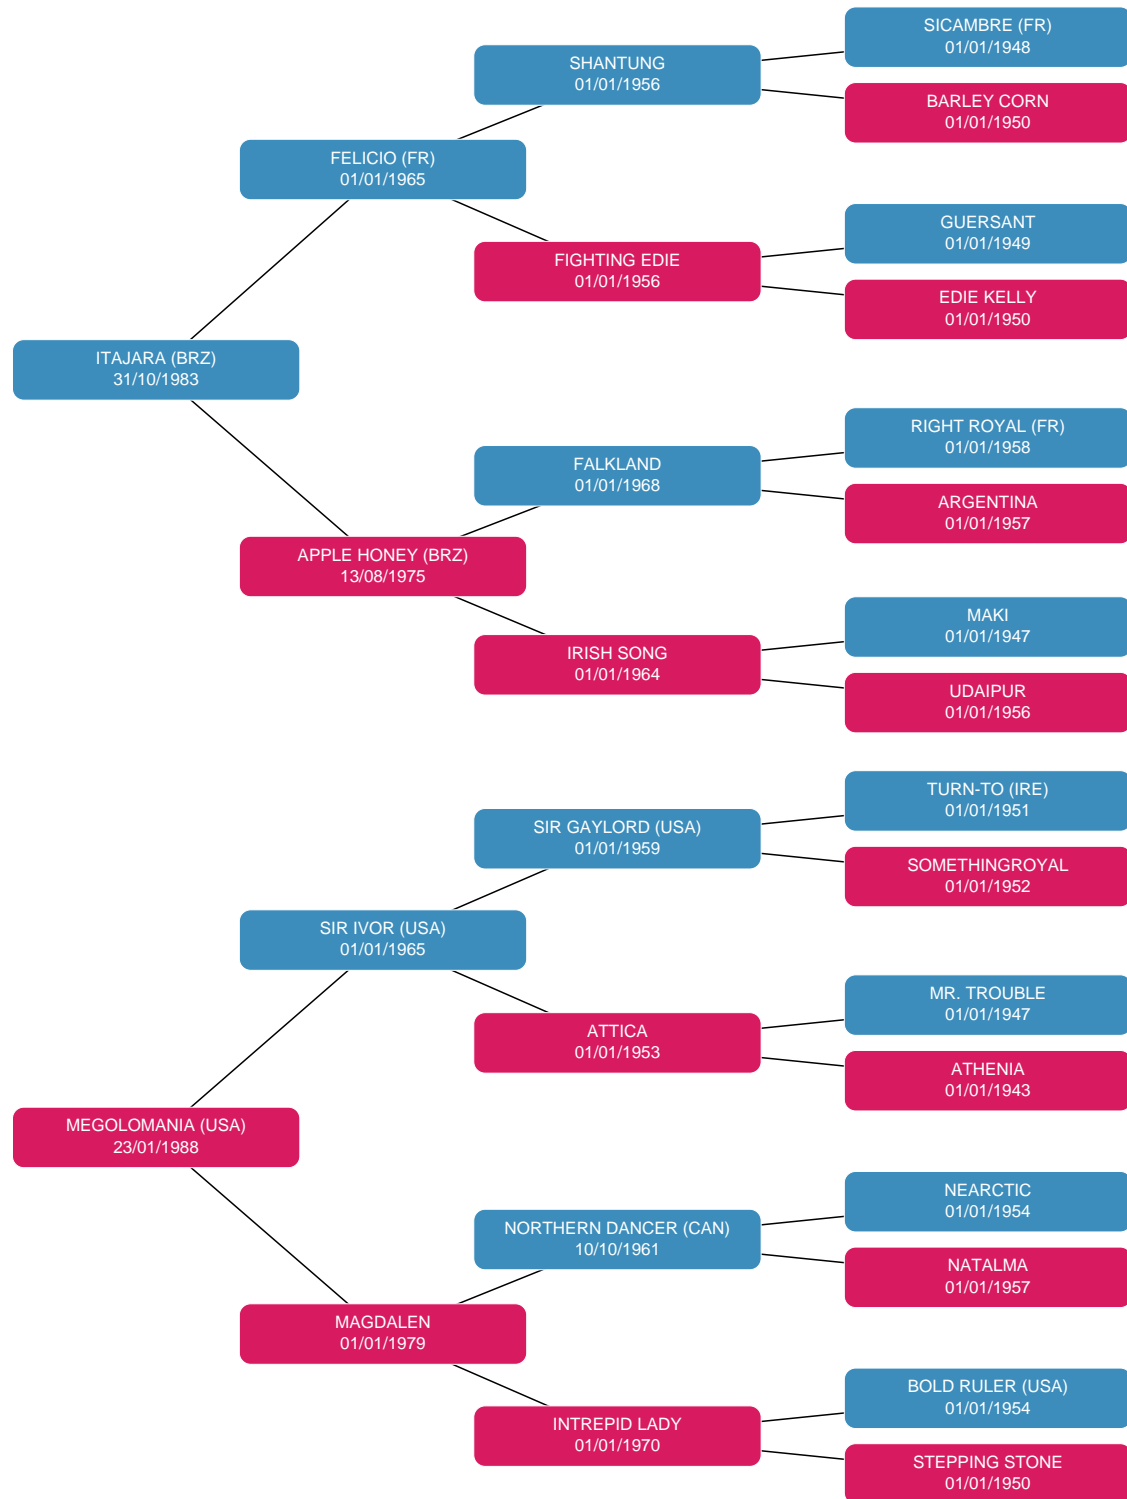 SICAMBRE (FR)
01/01/1948
SHANTUNG
01/01/1956
BARLEY CORN
01/01/1950
FELICIO (FR)
01/01/1965
GUERSANT
01/01/1949
FIGHTING EDIE
01/01/1956
EDIE KELLY
01/01/1950
ITAJARA (BRZ)
31/10/1983
RIGHT ROYAL (FR)
01/01/1958
FALKLAND
01/01/1968
ARGENTINA
01/01/1957
APPLE HONEY (BRZ)
13/08/1975
MAKI
01/01/1947
IRISH SONG
01/01/1964
UDAIPUR
01/01/1956
TURN-TO (IRE)
01/01/1951
SIR GAYLORD (USA)
01/01/1959
SOMETHINGROYAL
01/01/1952
SIR IVOR (USA)
01/01/1965
MR. TROUBLE
01/01/1947
ATTICA
01/01/1953
ATHENIA
01/01/1943
MEGOLOMANIA (USA)
23/01/1988
NEARCTIC
01/01/1954
NORTHERN DANCER (CAN)
10/10/1961
NATALMA
01/01/1957
MAGDALEN
01/01/1979
BOLD RULER (USA)
01/01/1954
INTREPID LADY
01/01/1970
STEPPING STONE
01/01/1950